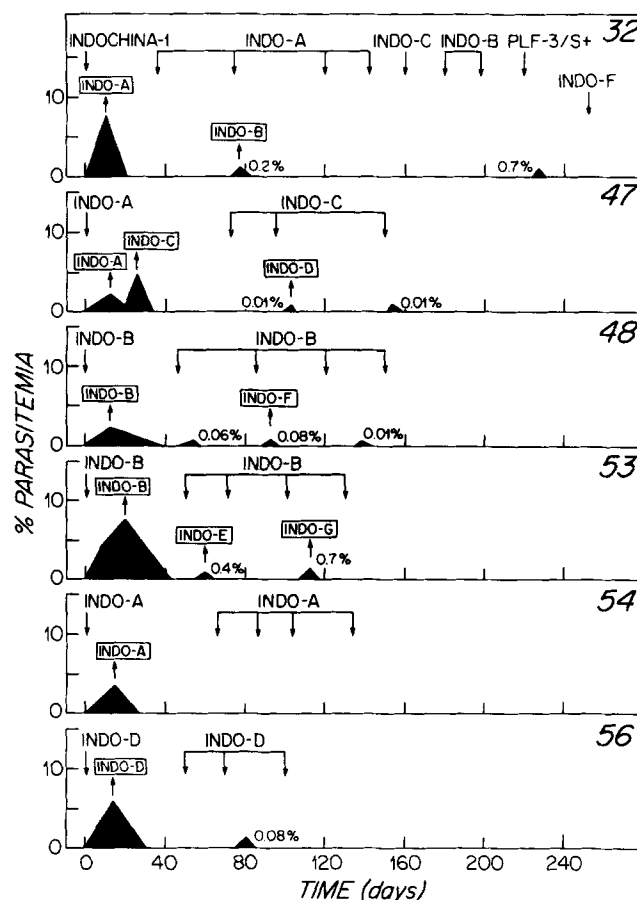 INDOCHINA-1 INDO-A INDO-C INDO-B PLF-3/S+ 32
INDO-A INDO-F
10 INDO-B
0.2% 0.7%
0
INDO-A INDO-C 47
10 INDO-C
INDO-A INDO-D
0.01% 0.01%
0
INDO-B INDO-B 48
10 INDO-B INDO-F
0.06% 0.08% 0.01%
0
INDO-B INDO-B 53
INDO-B
10 INDO-E INDO-G
0.4% 0.7%
0
INDO-A INDO-A 54
10
INDO-A
0
INDO-D INDO-D 56
INDO-D
10
0.08%
0
% PARASITEMIA
0 40 80 120 160 200 240
TIME (days)